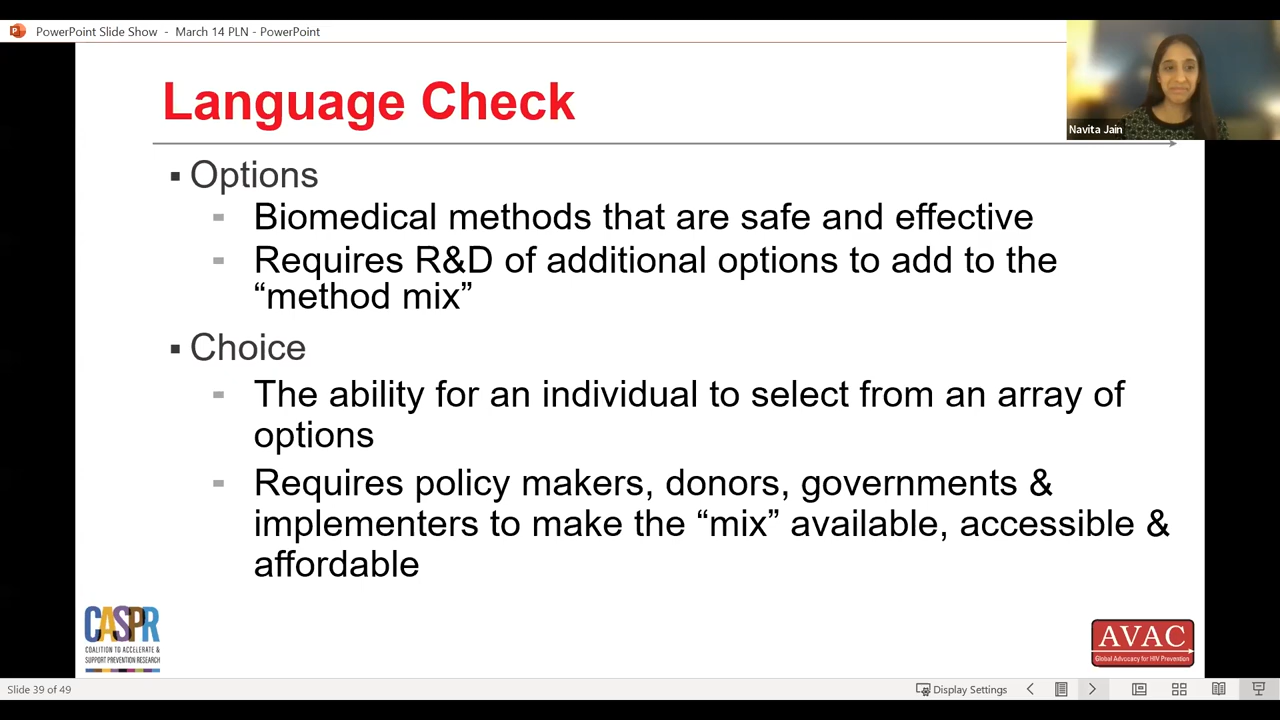 PowerPoint Slide Show - March 14 PLN - PowerPoint
Navita Jain
Language Check
▪ Options
- Biomedical methods that are safe and effective
- Requires R&D of additional options to add to the
“method mix”
▪ Choice
- The ability for an individual to select from an array of
options
- Requires policy makers, donors, governments &
implementers to make the “mix” available, accessible &
affordable
CASPR
COALITION TO ACCELERATE &
SUPPORT PREVENTION RESEARCH
AVAC
Global Advocacy for HIV Prevention
Slide 39 of 49
Display Settings